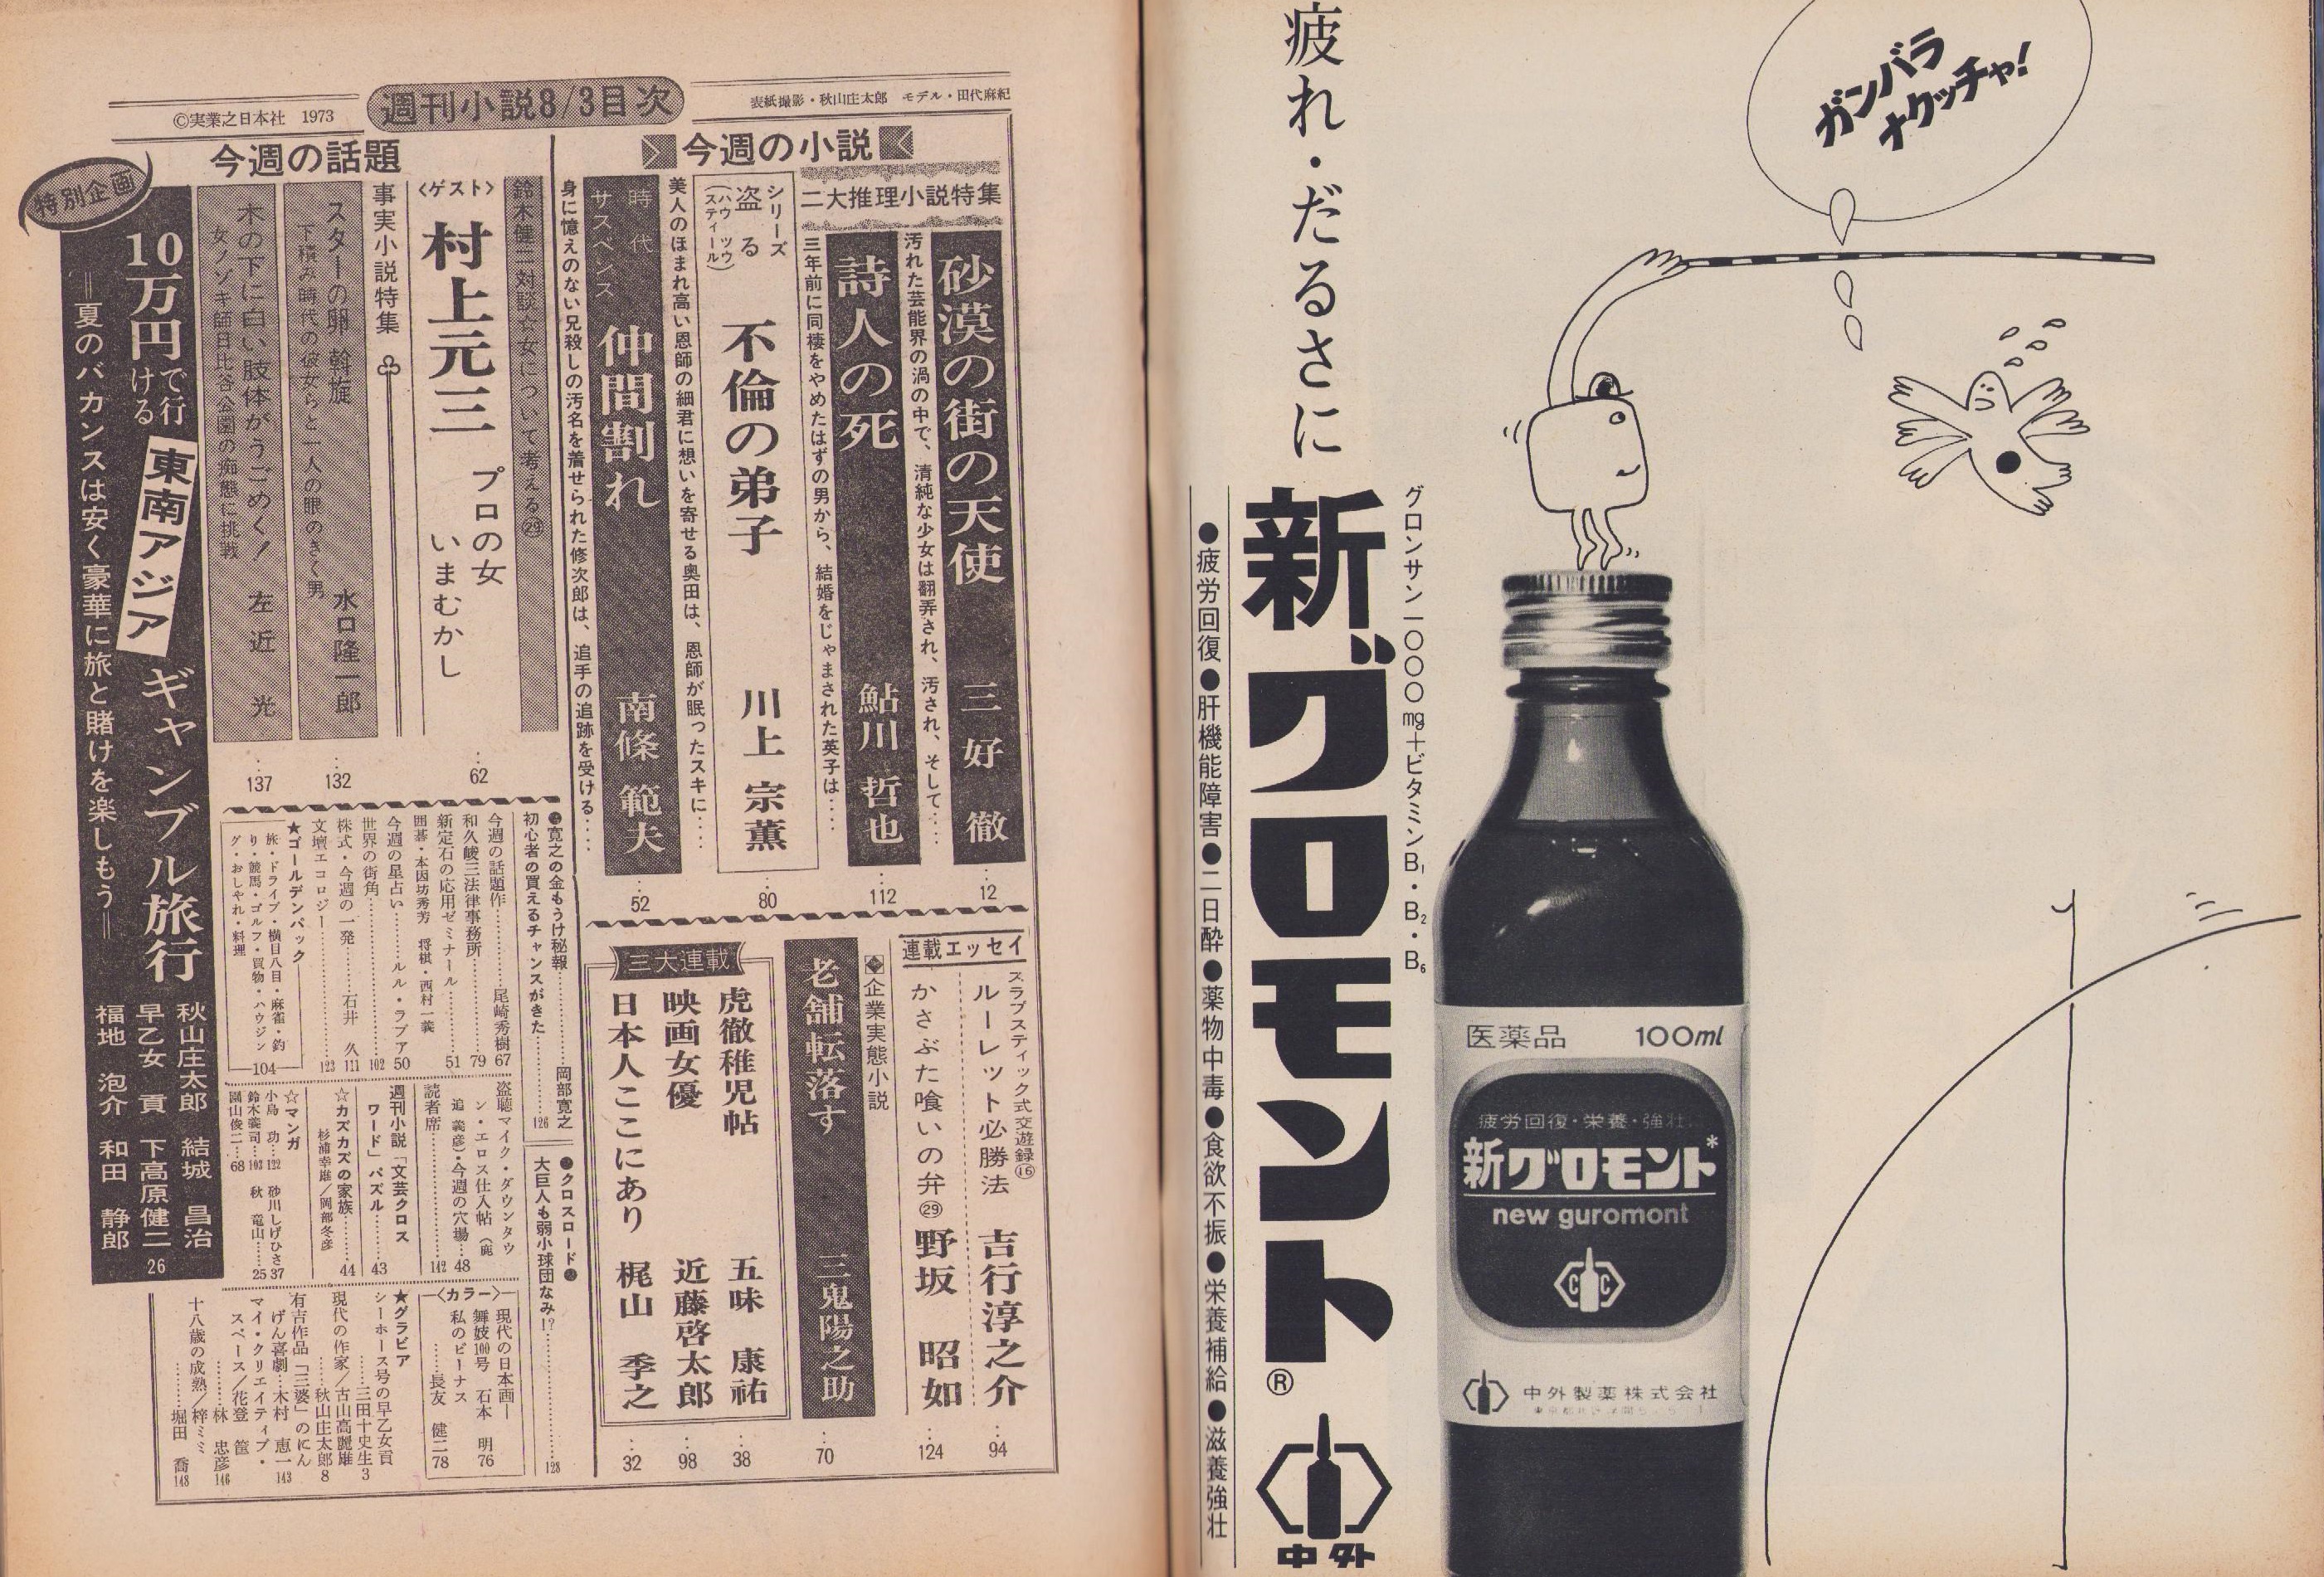 疲れ・だるさに
ガンバラ
ナクッチャ!
グロンサン一〇〇〇mg+ビタミンB1・B2・B6
新グロモント®
●疲労回復●肝機能障害●二日酔●薬物中毒●食欲不振●栄養補給●滋養強壮
中外
医薬品 100ml
疲労回復・栄養・強壮
新グロモント*
new guromont
中外製薬株式会社
表紙撮影・秋山庄太郎 モデル・田代麻紀
週刊小説8/3目次
©実業之日本社 1973
今週の小説
二大推理小説特集
砂漠の街の天使 三好 徹 12
汚れた芸能界の渦の中で、清純な少女は翻弄され、汚され、そして‥‥
詩人の死 鮎川哲也 112
三年前に同棲をやめたはずの男から、結婚をじゃまされた英子は‥‥
シリーズ
盗る
(ハウ ツウ
スティール)
不倫の弟子 川上宗薫 80
美人のほまれ高い恩師の細君に想いを寄せる奥田は、恩師が眠ったスキに‥‥
時代
サスペンス
仲間割れ 南條範夫 52
身に憶えのない兄殺しの汚名を着せられた修次郎は、追手の追跡を受ける‥‥
連載エッセイ
スラプスティック式交遊録⑯
ルーレット必勝法 吉行淳之介 94
かさぶた喰いの弁㉙ 野坂昭如 124
◆企業実態小説
老舗転落す 三鬼陽之助 70
三大連載
虎徹稚児帖 五味康祐 38
映画女優 近藤啓太郎 98
日本人ここにあり 梶山季之 32
今週の話題
鈴木健二対談☆女について考える㉙
〈ゲスト〉
村上元三 プロの女
いまむかし
62
事実小説特集
スターの卵 斡旋 水口隆一郎
下積み時代の彼女らと一人の眼のきく男
132
木の下に白い肢体がうごめく! 左近 光
女ノゾキ師日比谷公園の痴態に挑戦
137
特別企画
10万円で行ける 東南アジア ギャンブル旅行
=夏のバカンスは安く豪華に旅と賭けを楽しもう=
秋山庄太郎 結城昌治
早乙女 貢 下高原健二
福地泡介 和田静郎
26
寛之の金もうけ秘報‥‥岡部寛之
初心者の買えるチャンスがきた‥‥126
●クロスロード●
大巨人も弱小球団なみ!?‥‥128
今週の話題作‥‥尾崎秀樹 67
和久峻三法律事務所‥‥79
新定石の応用ゼミナール‥‥51
囲碁・本因坊秀芳 将棋・西村一義
今週の星占い‥‥ルル・ラブア 50
世界の街角‥‥102
株式・今週の一発‥‥石井 久 111
文壇エコロジー‥‥123
★ゴールデンパック
旅・ドライブ・横目八目・麻雀・釣
り・競馬・ゴルフ・買物・ハウジン
グ・おしゃれ・料理
104
盗聴マイク・ダウンタウ
ン・エロス仕入帖(鹿
追 義彦)・今週の穴場‥‥48
読者席‥‥142
週刊小説「文芸クロス
ワード」パズル‥‥43
☆カズカズの家族‥‥44
杉浦幸雄/岡部冬彦
☆マンガ
小島 功‥‥122 砂川しげひさ 37
鈴木義司‥‥103 秋 竜山‥‥25
園山俊二‥‥68
〈カラー〉
現代の日本画―
舞妓100号 石本 明 76
私のビーナス
‥‥長友健二 78
★グラビア
シーホース号の早乙女貢
‥‥三田十史生 3
現代の作家/古山高麗雄
‥‥秋山庄太郎 8
有吉作品「三婆」のにん
げん喜劇‥‥木村恵一 143
マイ・クリエイティブ・
スペース/花登 筐
‥‥林 忠彦 146
十八歳の成熟/梓ミミ
‥‥堀田 喬 148